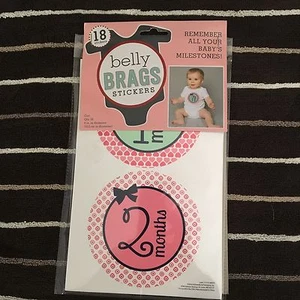 18
belly
BRAGS
STICKERS
REMEMBER
ALL YOUR
BABY'S
MILESTONES!
1
m
2
months